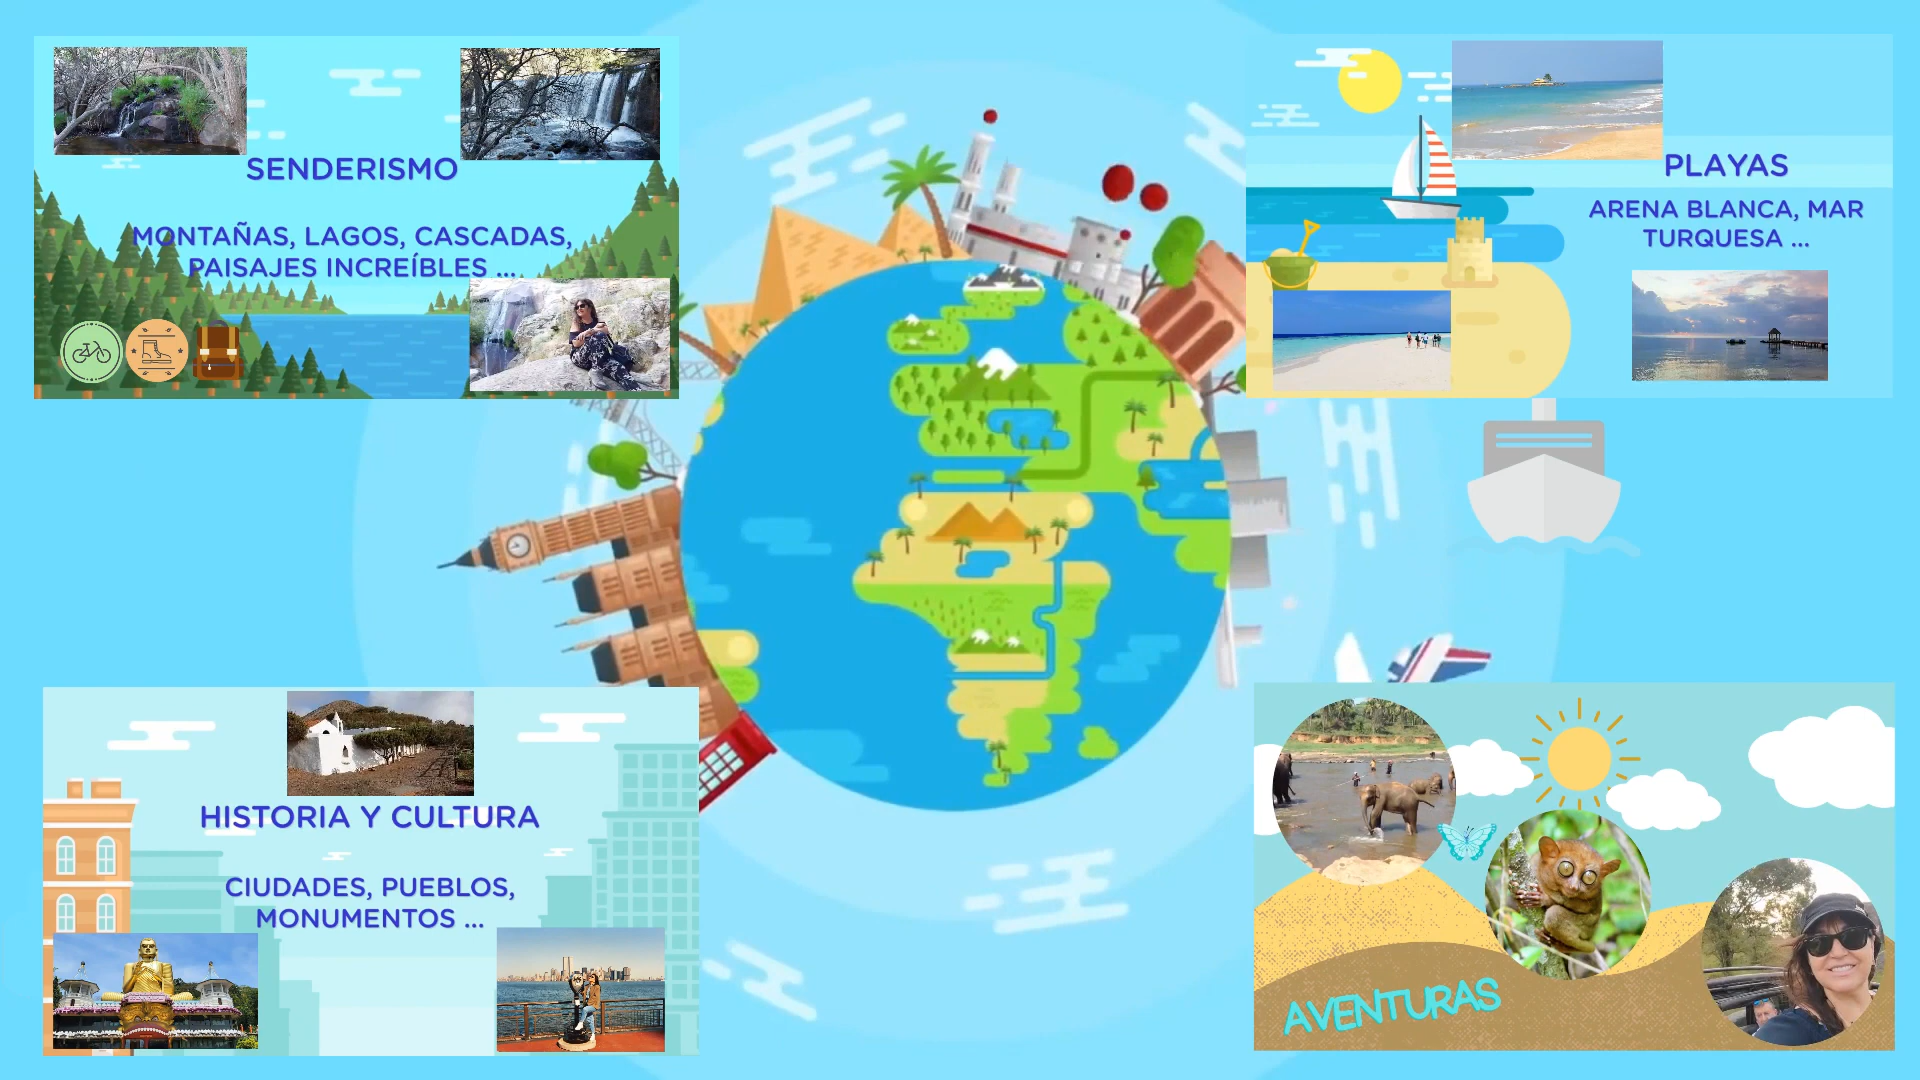 SENDERISMO
MONTAÑAS, LAGOS, CASCADAS,
PAISAJES INCREÍBLES ...
PLAYAS
ARENA BLANCA, MAR
TURQUESA ...
HISTORIA Y CULTURA
CIUDADES, PUEBLOS,
MONUMENTOS ...
AVENTURAS